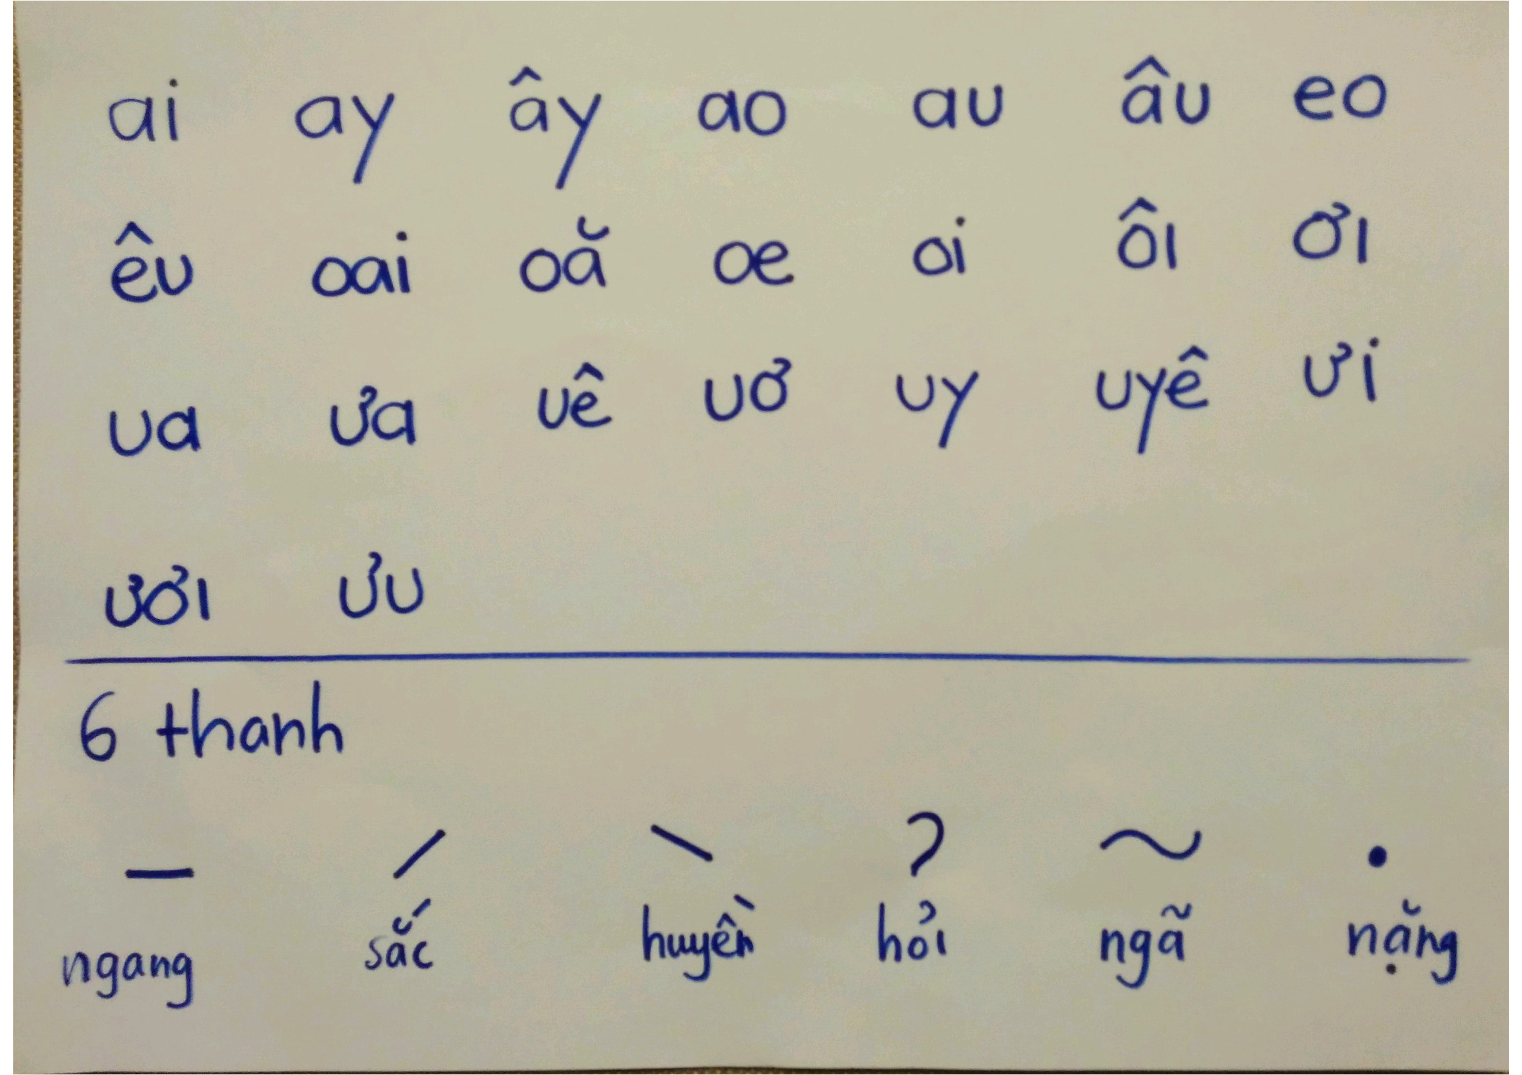 ai ay ây ao au âu eo
êu oai oă oe oi ôi ơi
ua ưa uê uơ uy uyê ưi
ươi ưu
6 thanh
— / \ ? ~ •
ngang sắc huyền hỏi ngã nặng